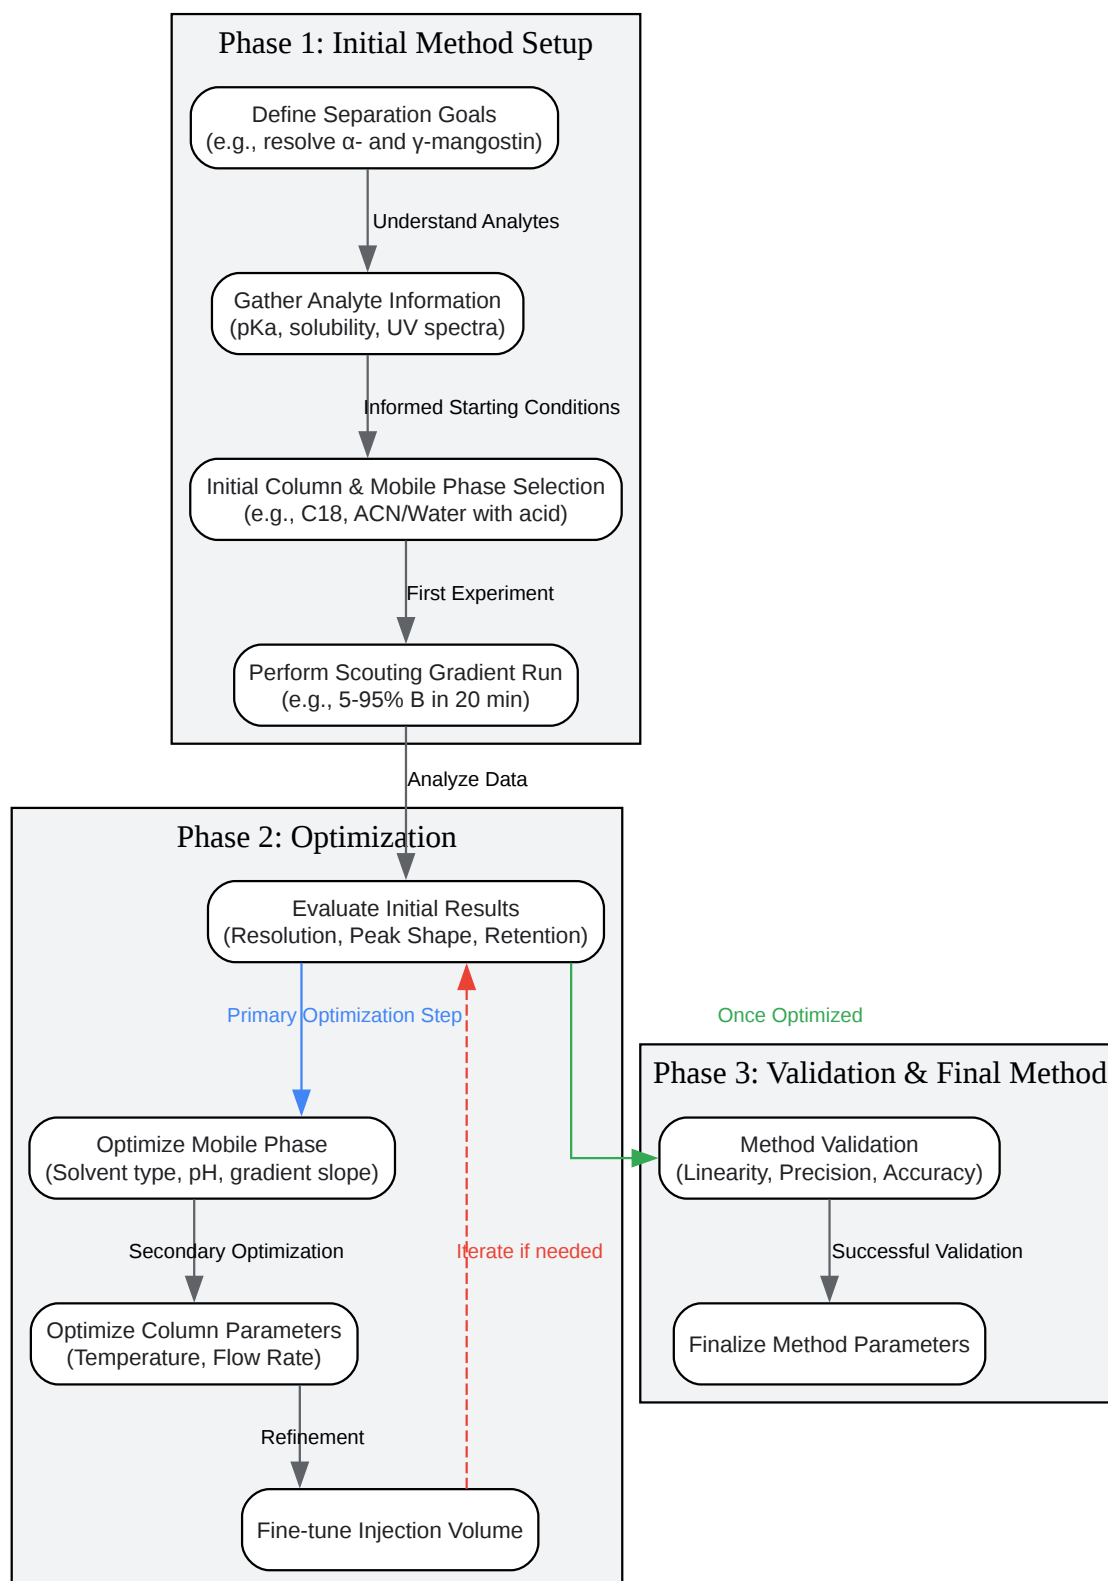 Phase 1: Initial Method Setup
Define Separation Goals
(e.g., resolve α- and γ-mangostin)
Understand Analytes
Gather Analyte Information
(pKa, solubility, UV spectra)
Informed Starting Conditions
Initial Column & Mobile Phase Selection
(e.g., C18, ACN/Water with acid)
First Experiment
Perform Scouting Gradient Run
(e.g., 5-95% B in 20 min)
Analyze Data
Phase 2: Optimization
Evaluate Initial Results
(Resolution, Peak Shape, Retention)
Primary Optimization Step
Once Optimized
Optimize Mobile Phase
(Solvent type, pH, gradient slope)
Secondary Optimization
Iterate if needed
Optimize Column Parameters
(Temperature, Flow Rate)
Refinement
Fine-tune Injection Volume
Phase 3: Validation & Final Method
Method Validation
(Linearity, Precision, Accuracy)
Successful Validation
Finalize Method Parameters